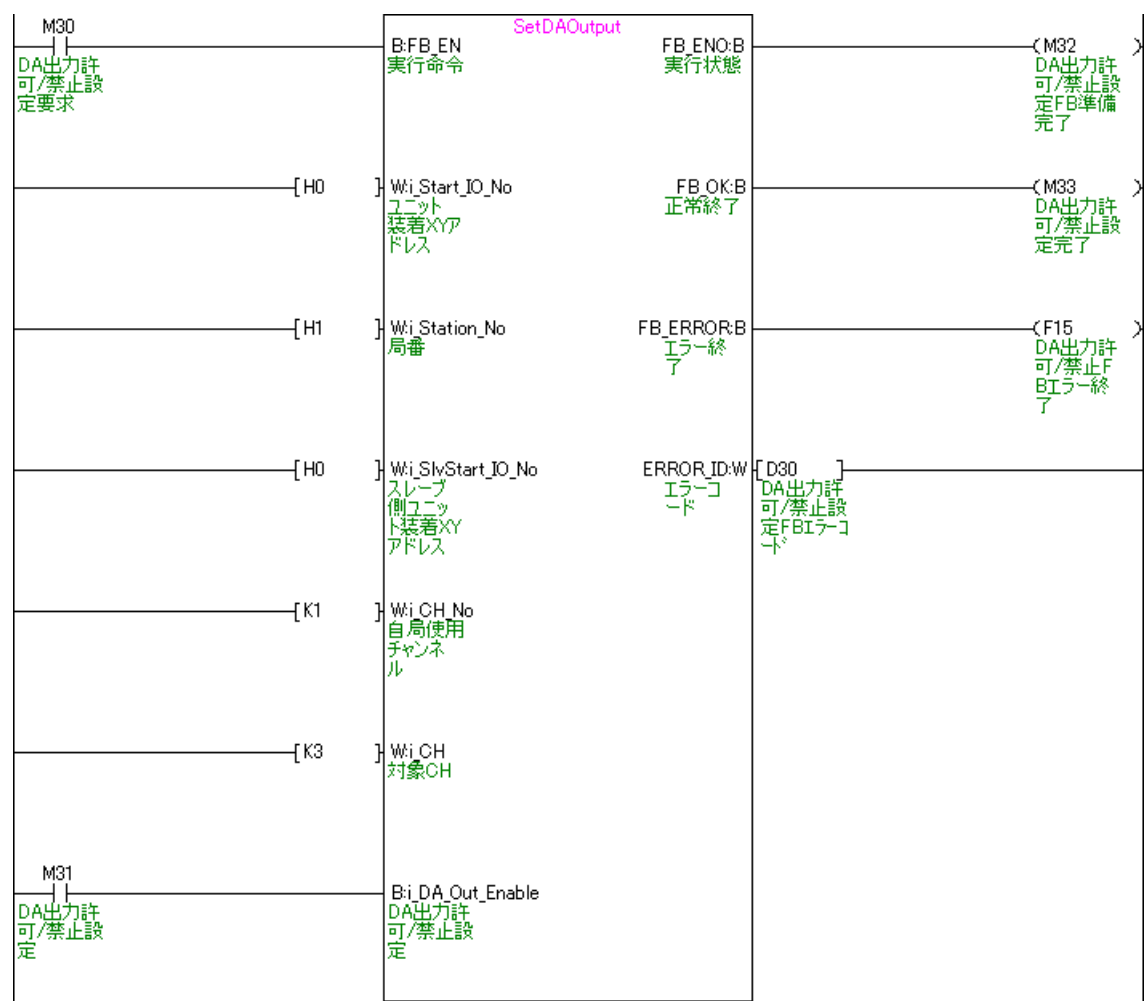 SetDAOutput
M30
DA出力許
可/禁止設
定要求
B:FB_EN
実行命令
FB_ENO:B
実行状態
M32
DA出力許
可/禁止設
定FB準備
完了
H0
W:i_Start_IO_No
ユニット
装着XYア
ドレス
FB_OK:B
正常終了
M33
DA出力許
可/禁止設
定完了
H1
W:i_Station_No
局番
FB_ERROR:B
エラー終
了
F15
DA出力許
可/禁止F
Bエラー終
了
H0
W:i_SlvStart_IO_No
スレーブ
側ユニッ
ト装着XY
アドレス
ERROR_ID:W
エラーコ
ード
D30
DA出力許
可/禁止設
定FBｴﾗｰｺ
ｰﾄﾞ
K1
W:i_CH_No
自局使用
チャンネ
ル
K3
W:i_CH
対象CH
M31
DA出力許
可/禁止設
定
B:i_DA_Out_Enable
DA出力許
可/禁止設
定